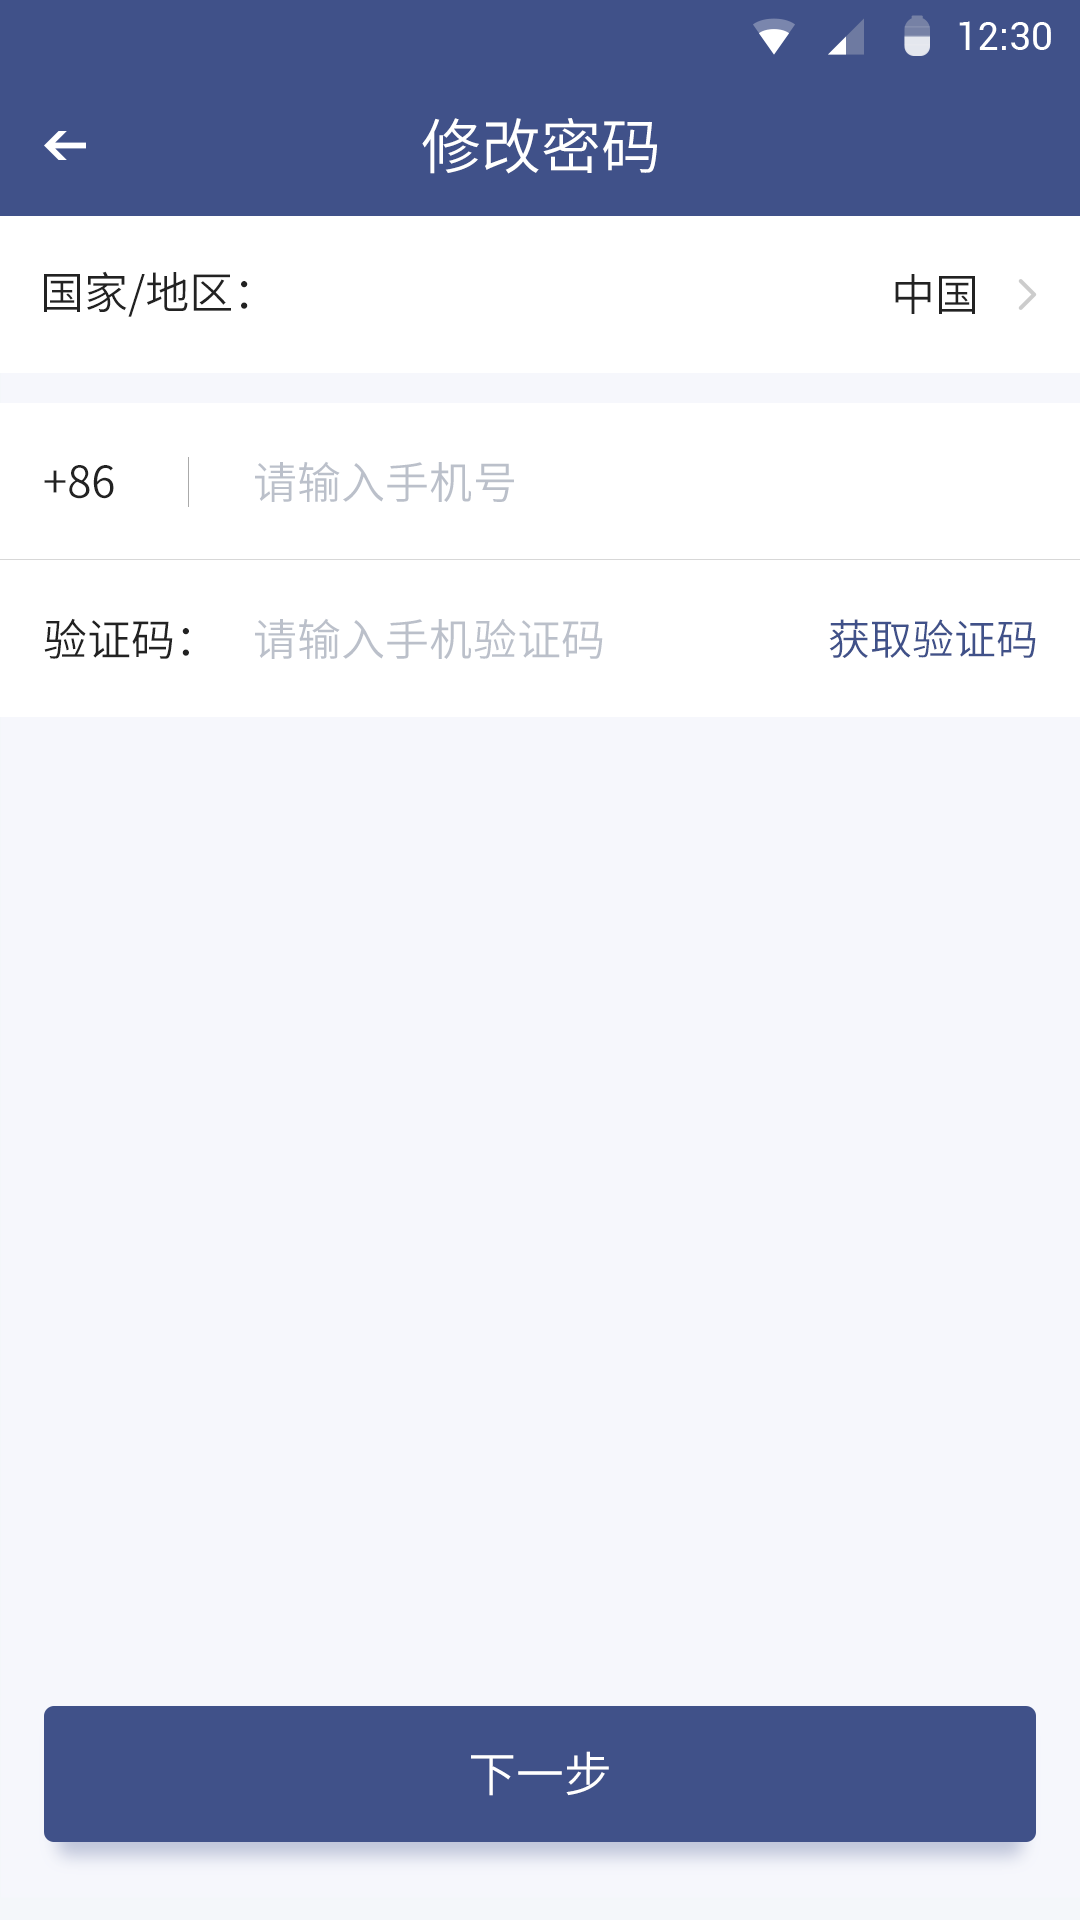 12:30
修改密码
国家/地区：
中国
+86
请输入手机号
验证码：
请输入手机验证码
获取验证码
下一步